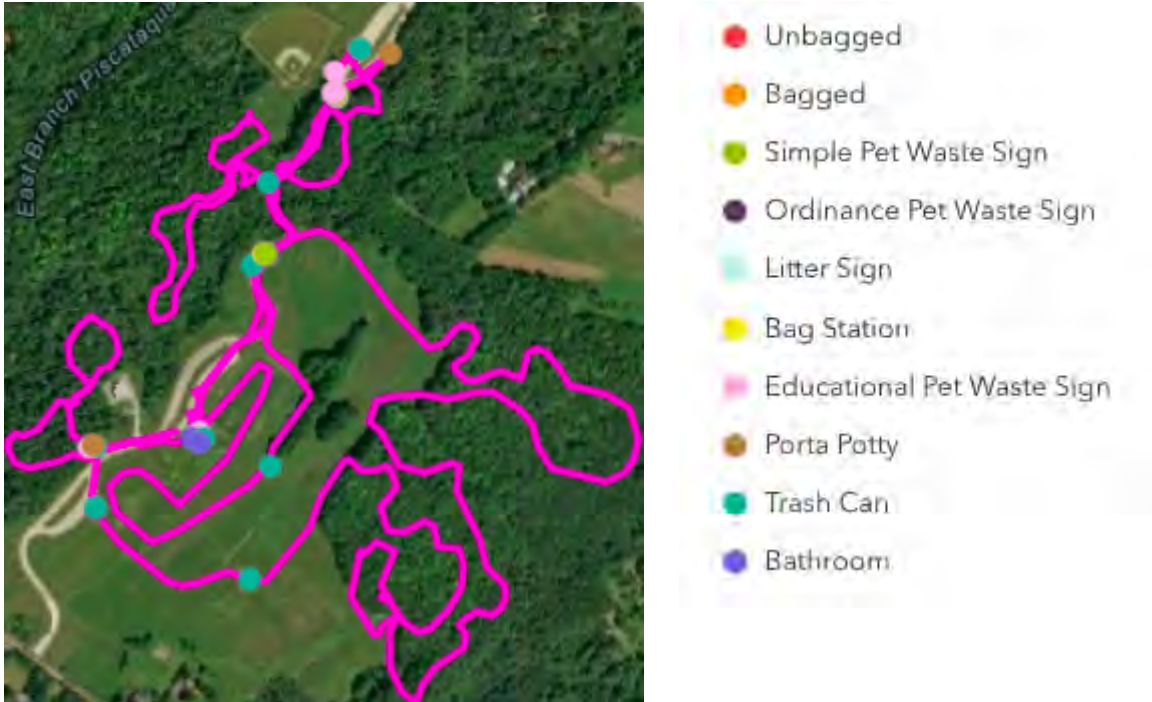 East Branch Piscataqu
Unbagged
Bagged
Simple Pet Waste Sign
Ordinance Pet Waste Sign
Litter Sign
Bag Station
Educational Pet Waste Sign
Porta Potty
Trash Can
Bathroom